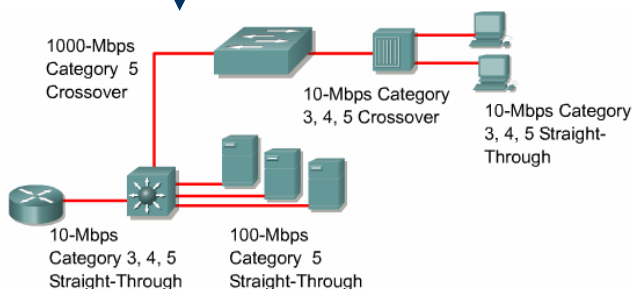 1000-Mbps
Category 5
Crossover
10-Mbps Category
3, 4, 5 Crossover
10-Mbps Category
3, 4, 5 Straight-
Through
10-Mbps
Category 3, 4, 5
Straight-Through
100-Mbps
Category 5
Straight-Through